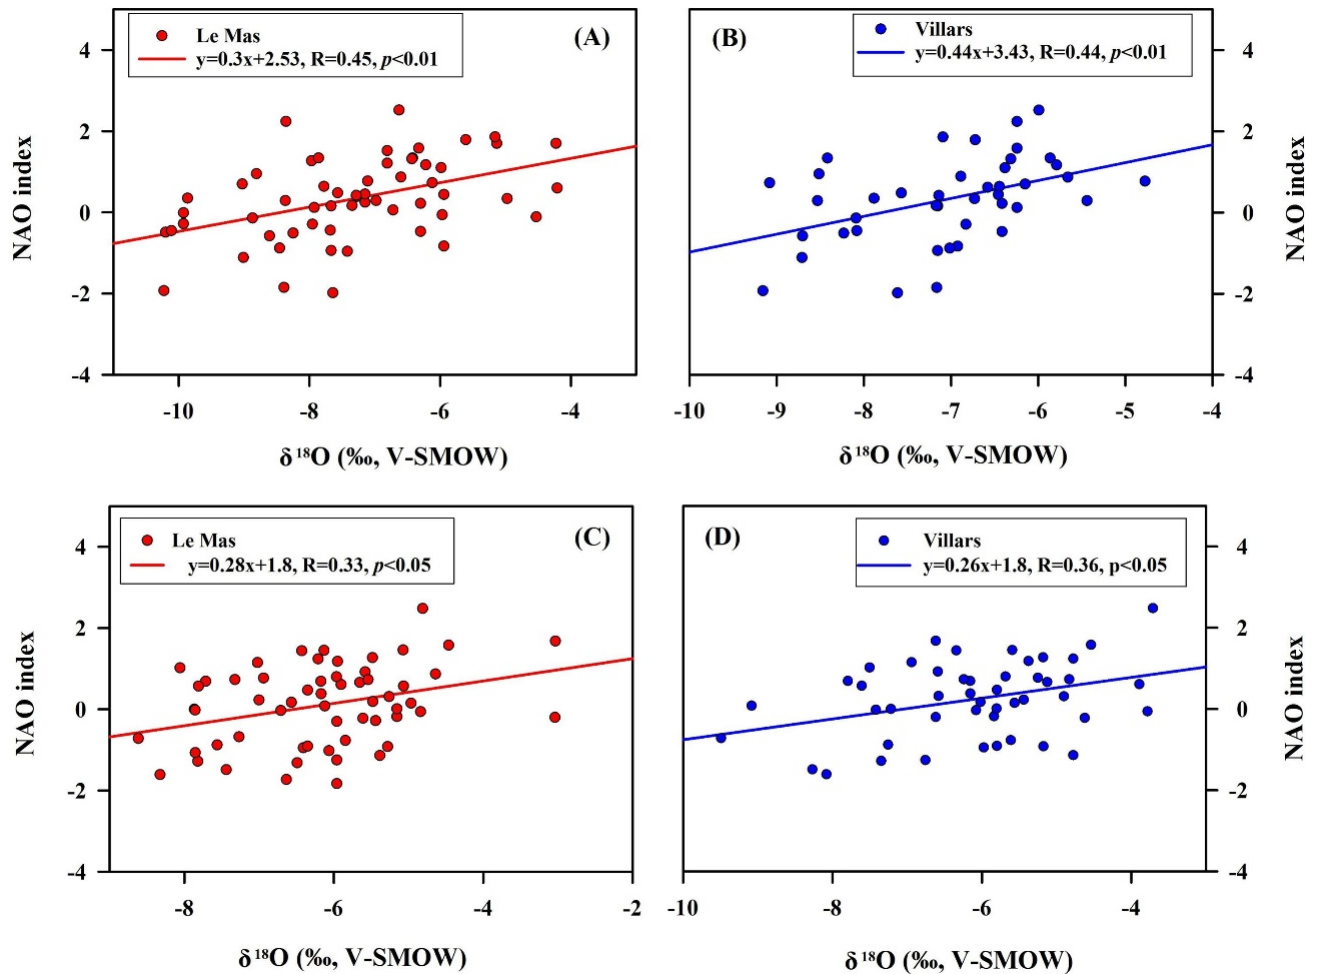 Le Mas
y=0.3x+2.53, R=0.45, p<0.01
(A)
4
2
0
-2
-4
NAO index
-10
-8
-6
-4
δ¹⁸O (‰, V-SMOW)
(B)
Villars
y=0.44x+3.43, R=0.44, p<0.01
4
2
0
-2
-4
NAO index
-10
-9
-8
-7
-6
-5
-4
δ¹⁸O (‰, V-SMOW)
Le Mas
y=0.28x+1.8, R=0.33, p<0.05
(C)
4
2
0
-2
-4
NAO index
-8
-6
-4
-2
δ¹⁸O (‰, V-SMOW)
(D)
Villars
y=0.26x+1.8, R=0.36, p<0.05
4
2
0
-2
-4
NAO index
-10
-8
-6
-4
δ¹⁸O (‰, V-SMOW)